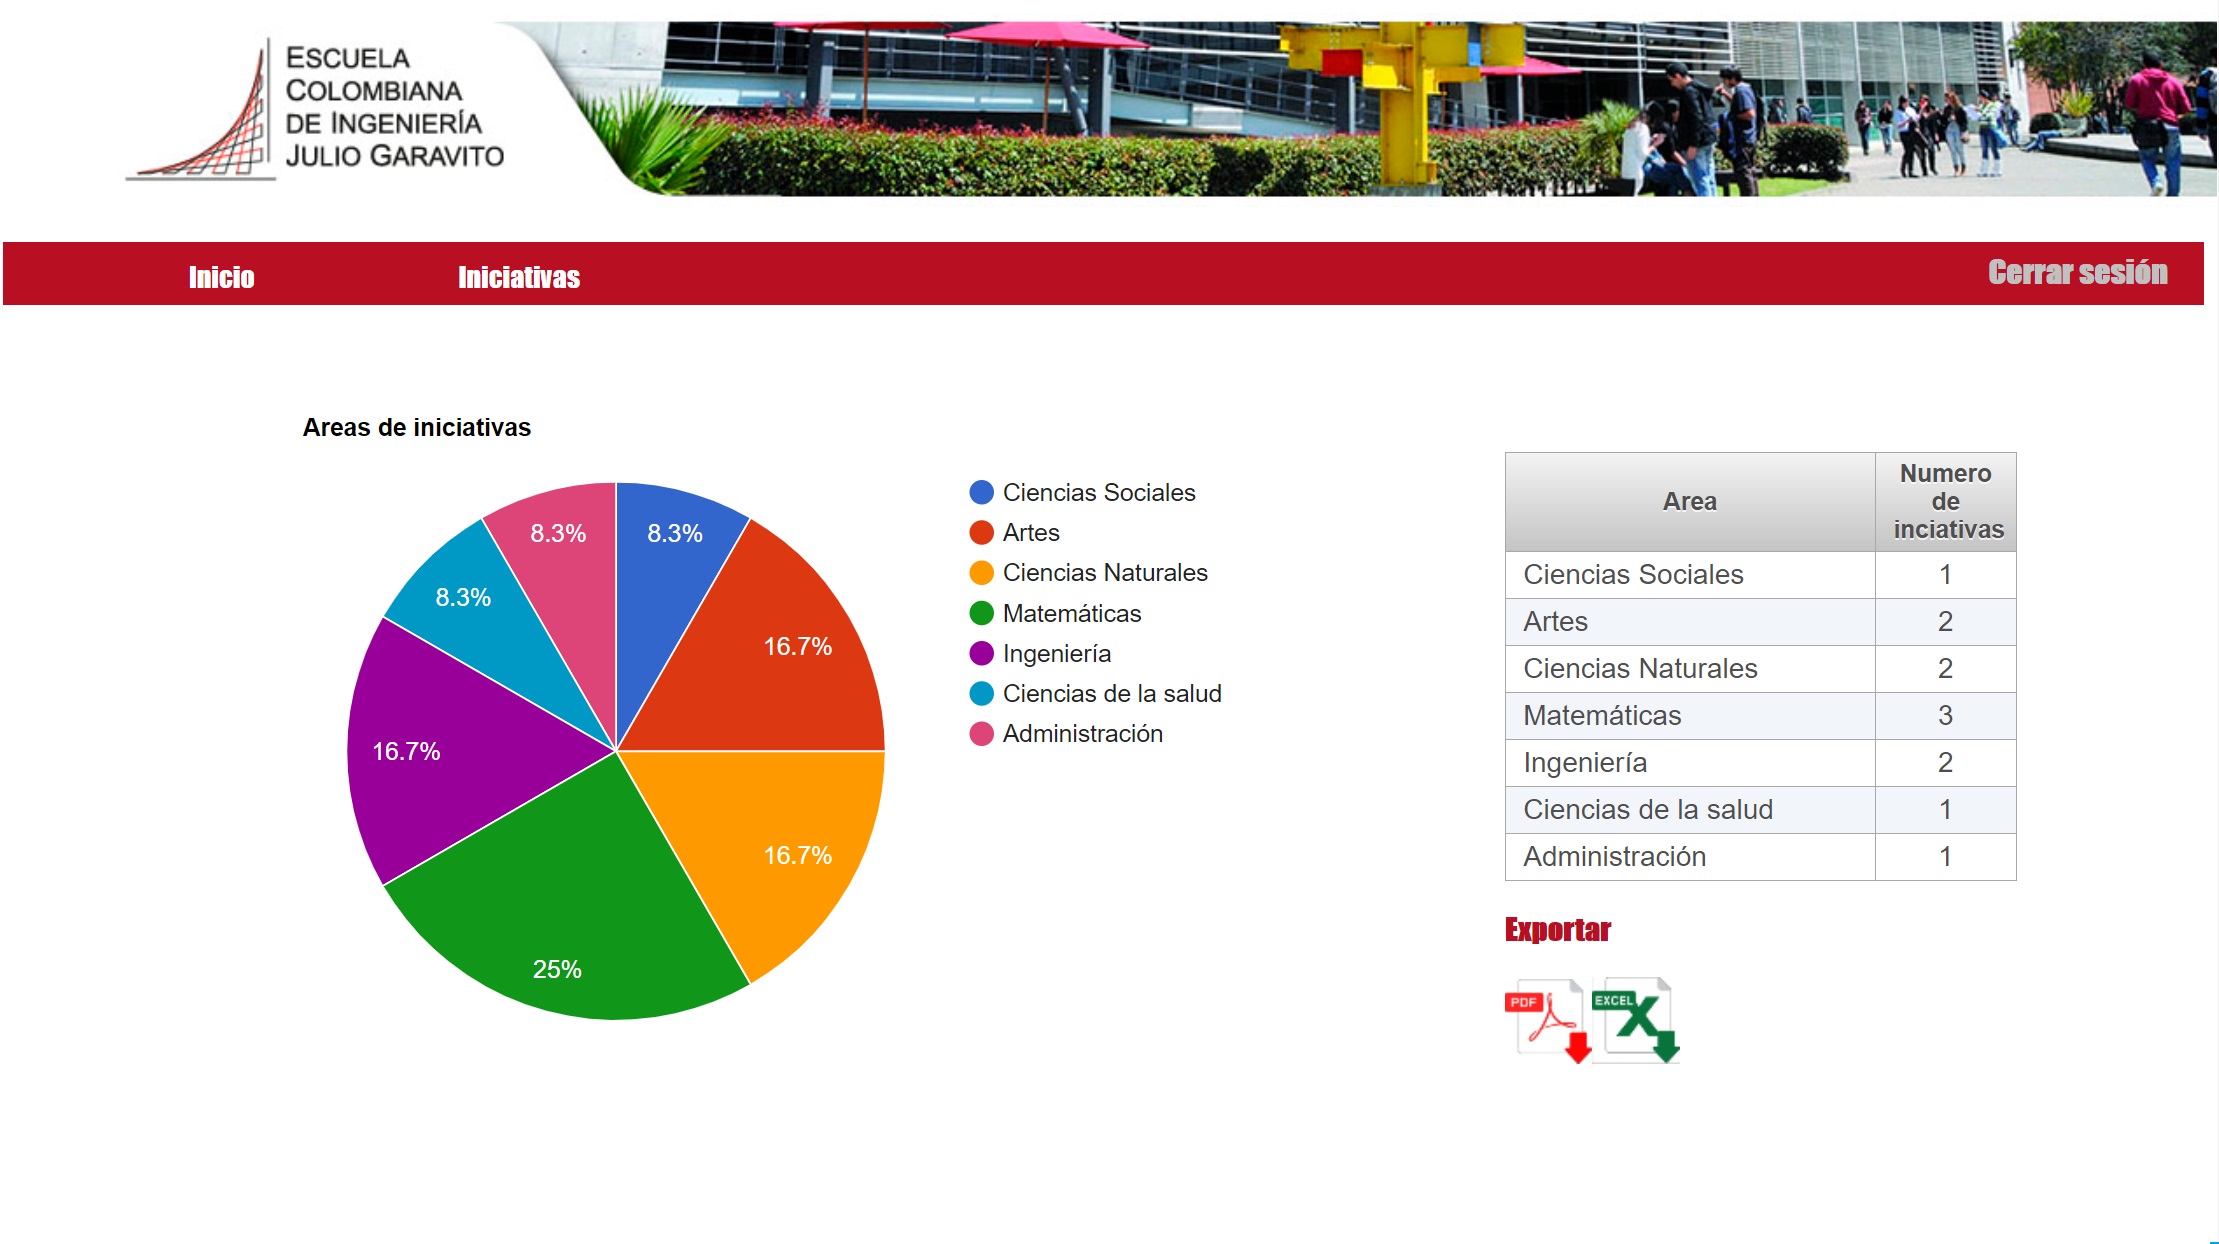 ESCUELA
COLOMBIANA
DE INGENIERÍA
JULIO GARAVITO
Inicio Iniciativas Cerrar sesión
Areas de iniciativas
8.3% 8.3%
8.3%
16.7%
16.7%
16.7%
25%
Ciencias Sociales
Artes
Ciencias Naturales
Matemáticas
Ingeniería
Ciencias de la salud
Administración
Area Numero de inciativas
Ciencias Sociales 1
Artes 2
Ciencias Naturales 2
Matemáticas 3
Ingeniería 2
Ciencias de la salud 1
Administración 1
Exportar
PDF EXCEL